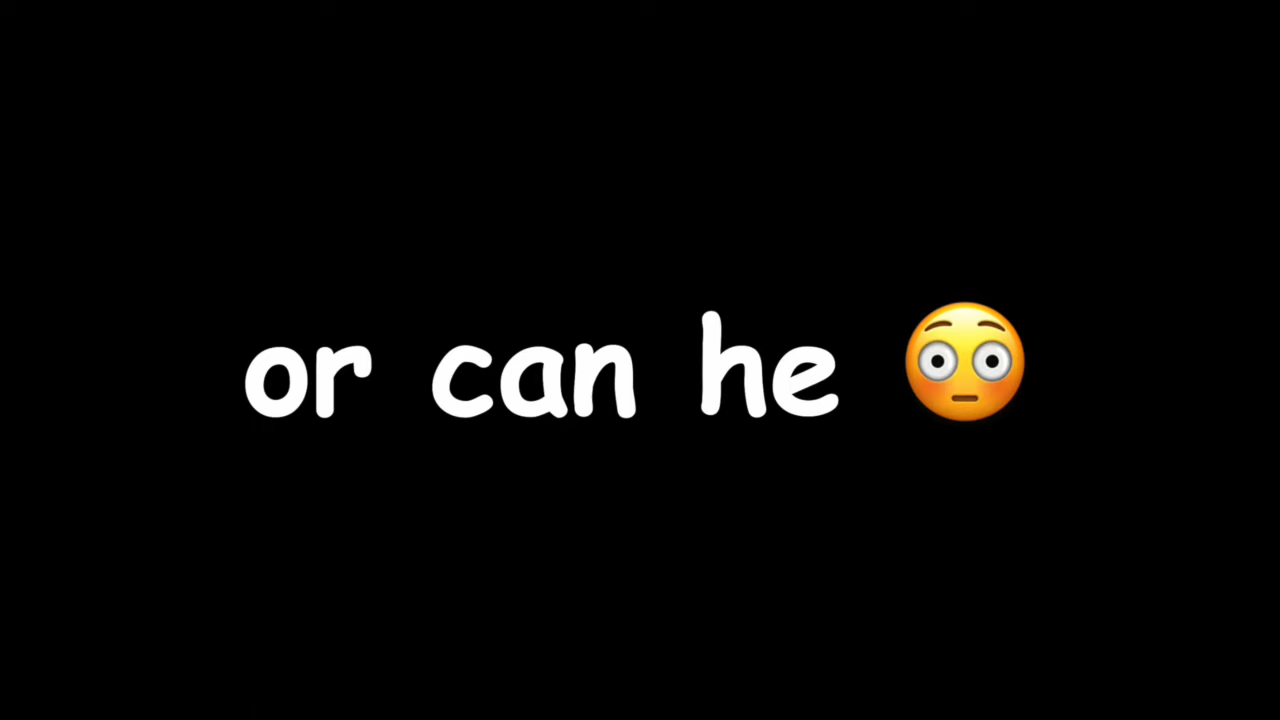 or can he 😳